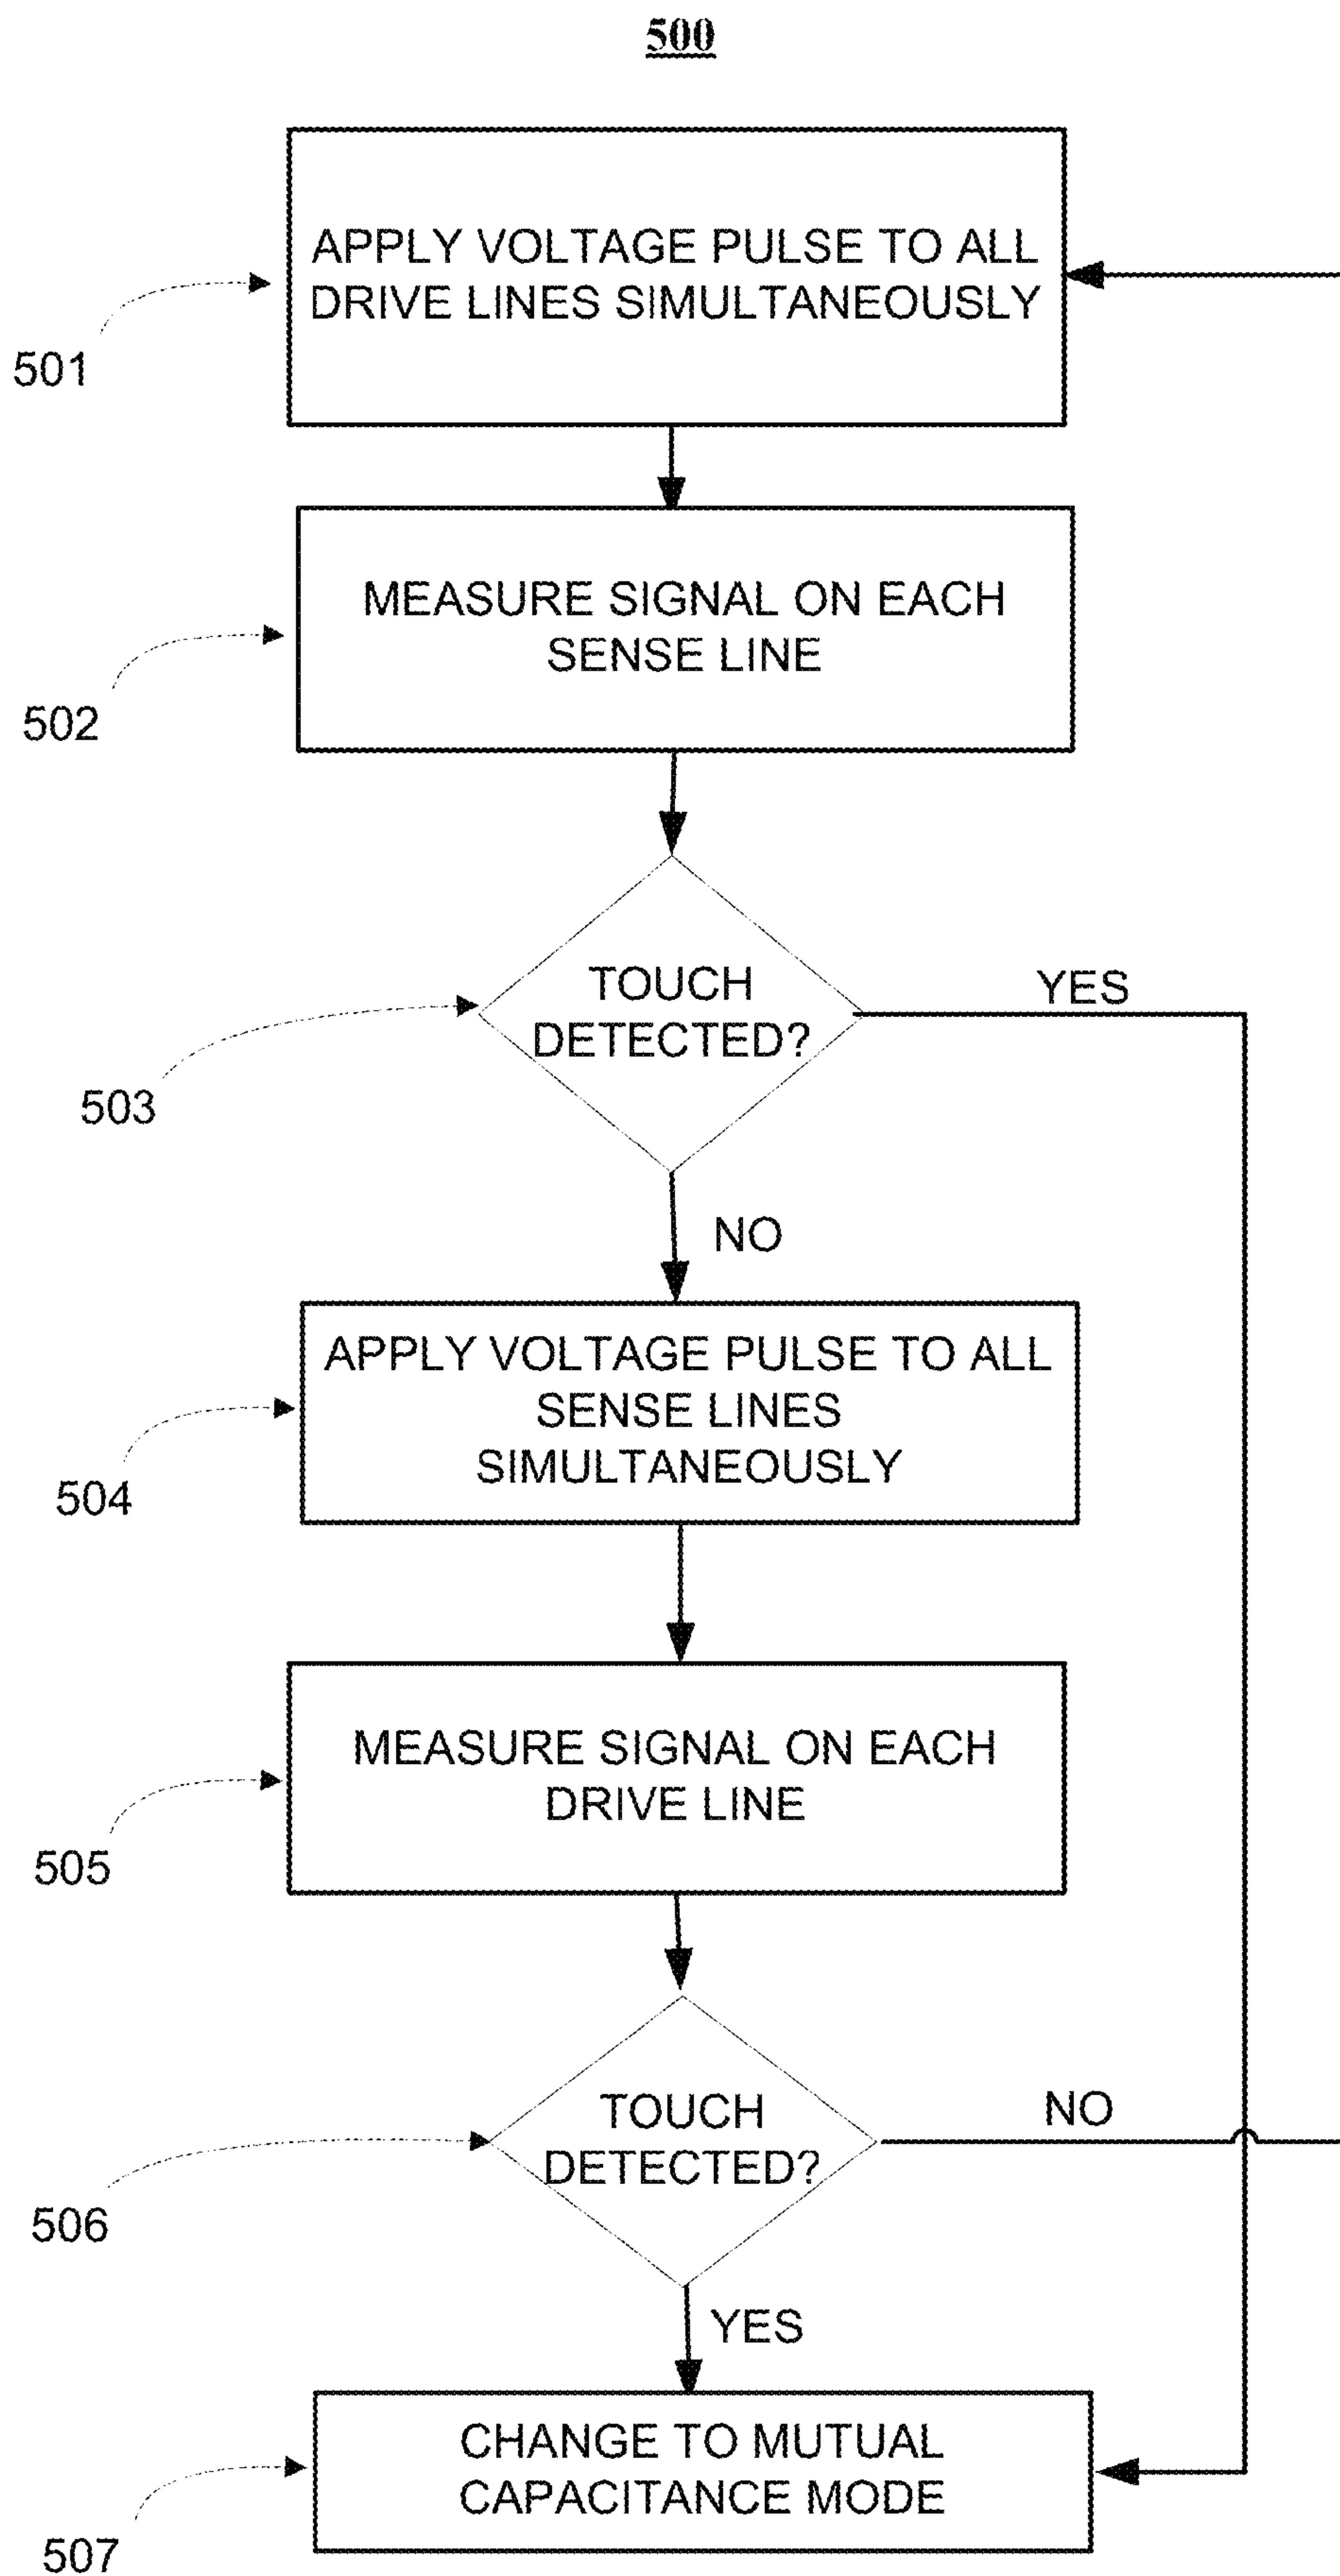 500
APPLY VOLTAGE PULSE TO ALL
DRIVE LINES SIMULTANEOUSLY
501
MEASURE SIGNAL ON EACH
SENSE LINE
502
TOUCH
DETECTED?
YES
503
NO
APPLY VOLTAGE PULSE TO ALL
SENSE LINES
SIMULTANEOUSLY
504
MEASURE SIGNAL ON EACH
DRIVE LINE
505
TOUCH
DETECTED?
NO
506
YES
CHANGE TO MUTUAL
CAPACITANCE MODE
507